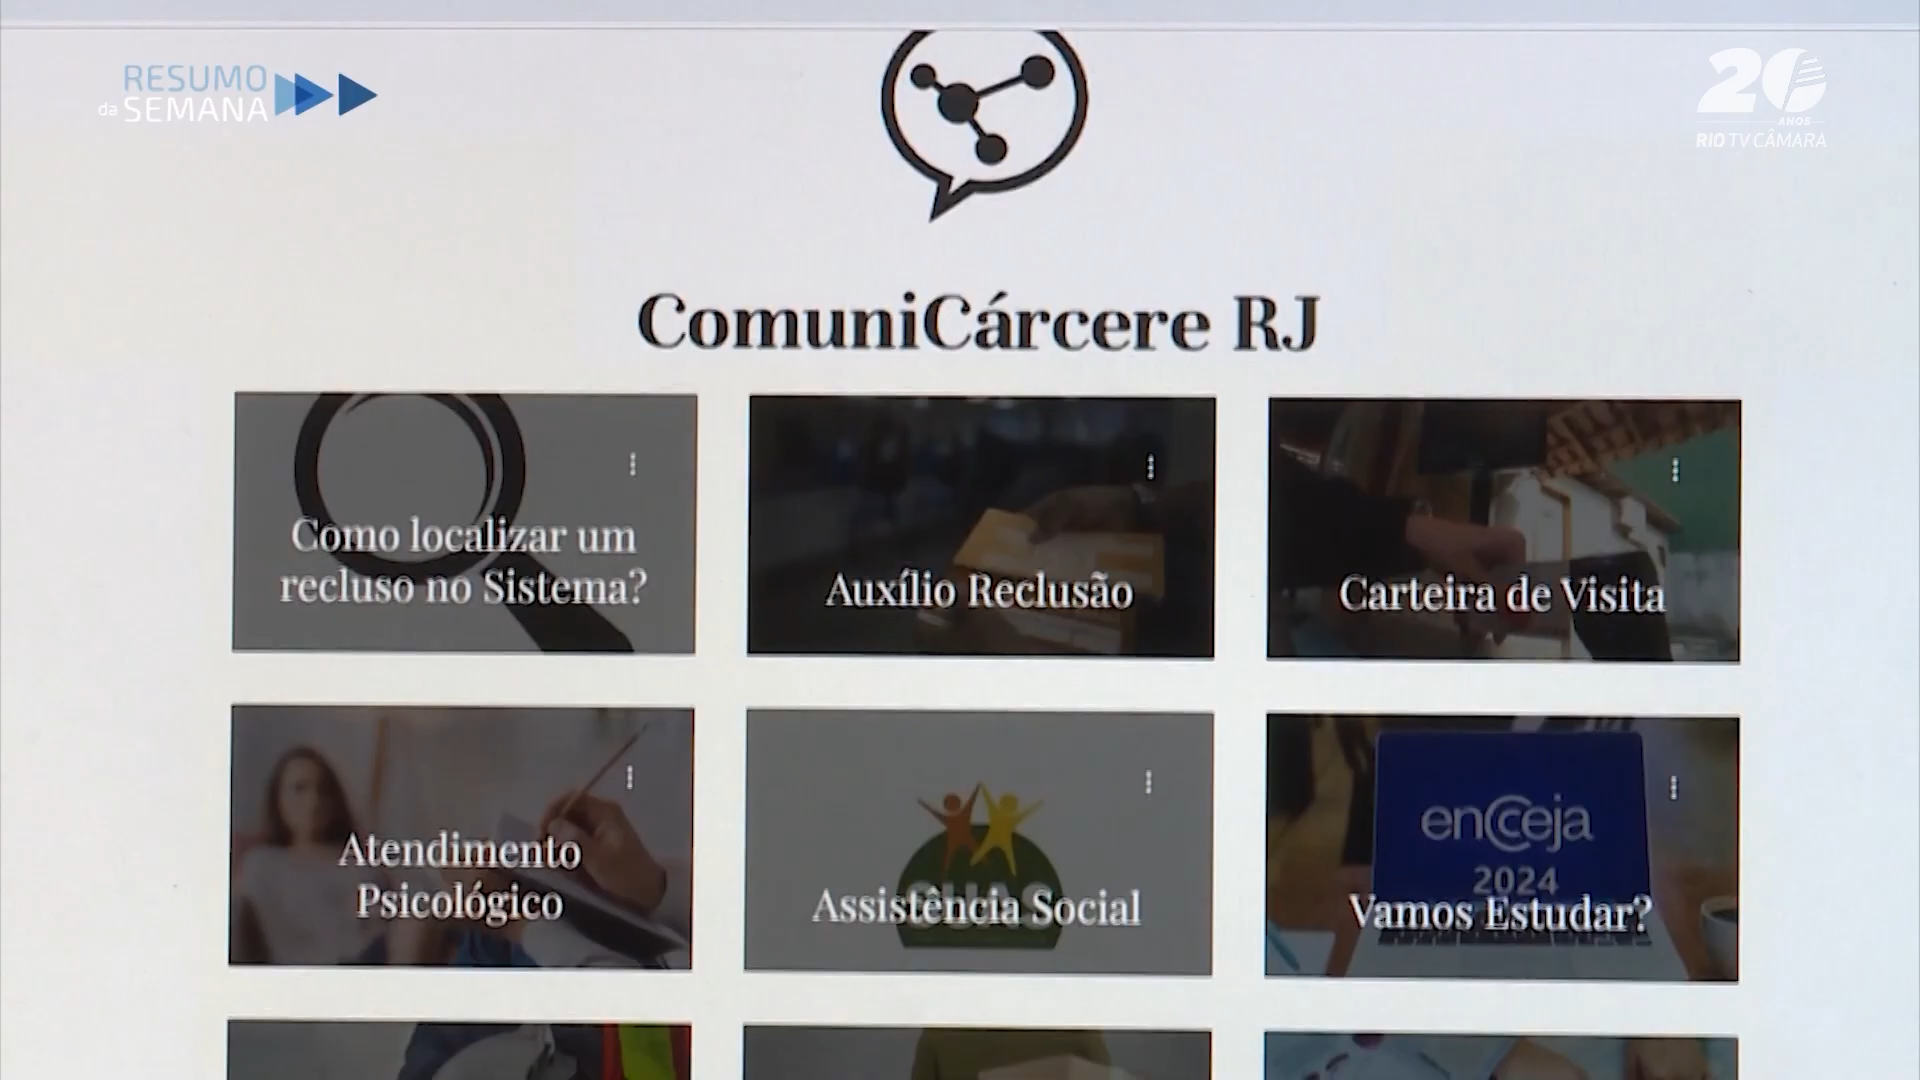 RESUMO
da SEMANA
20
ANOS
RIO TV CÂMARA
ComuniCárcere RJ
Como localizar um
recluso no Sistema?
Auxílio Reclusão
Carteira de Visita
Atendimento
Psicológico
SUAS
Assistência Social
encceja
2024
Vamos Estudar?